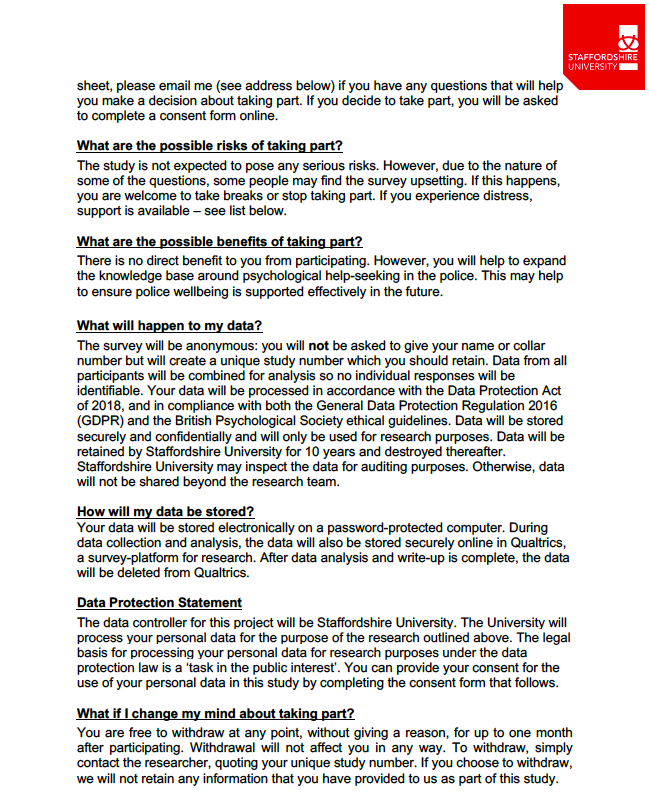 STAFFORDSHIRE
UNIVERSITY
sheet, please email me (see address below) if you have any questions that will help
you make a decision about taking part. If you decide to take part, you will be asked
to complete a consent form online.
What are the possible risks of taking part?
The study is not expected to pose any serious risks. However, due to the nature of
some of the questions, some people may find the survey upsetting. If this happens,
you are welcome to take breaks or stop taking part. If you experience distress,
support is available – see list below.
What are the possible benefits of taking part?
There is no direct benefit to you from participating. However, you will help to expand
the knowledge base around psychological help-seeking in the police. This may help
to ensure police wellbeing is supported effectively in the future.
What will happen to my data?
The survey will be anonymous: you will not be asked to give your name or collar
number but will create a unique study number which you should retain. Data from all
participants will be combined for analysis so no individual responses will be
identifiable. Your data will be processed in accordance with the Data Protection Act
of 2018, and in compliance with both the General Data Protection Regulation 2016
(GDPR) and the British Psychological Society ethical guidelines. Data will be stored
securely and confidentially and will only be used for research purposes. Data will be
retained by Staffordshire University for 10 years and destroyed thereafter.
Staffordshire University may inspect the data for auditing purposes. Otherwise, data
will not be shared beyond the research team.
How will my data be stored?
Your data will be stored electronically on a password-protected computer. During
data collection and analysis, the data will also be stored securely online in Qualtrics,
a survey-platform for research. After data analysis and write-up is complete, the data
will be deleted from Qualtrics.
Data Protection Statement
The data controller for this project will be Staffordshire University. The University will
process your personal data for the purpose of the research outlined above. The legal
basis for processing your personal data for research purposes under the data
protection law is a ‘task in the public interest’. You can provide your consent for the
use of your personal data in this study by completing the consent form that follows.
What if I change my mind about taking part?
You are free to withdraw at any point, without giving a reason, for up to one month
after participating. Withdrawal will not affect you in any way. To withdraw, simply
contact the researcher, quoting your unique study number. If you choose to withdraw,
we will not retain any information that you have provided to us as part of this study.